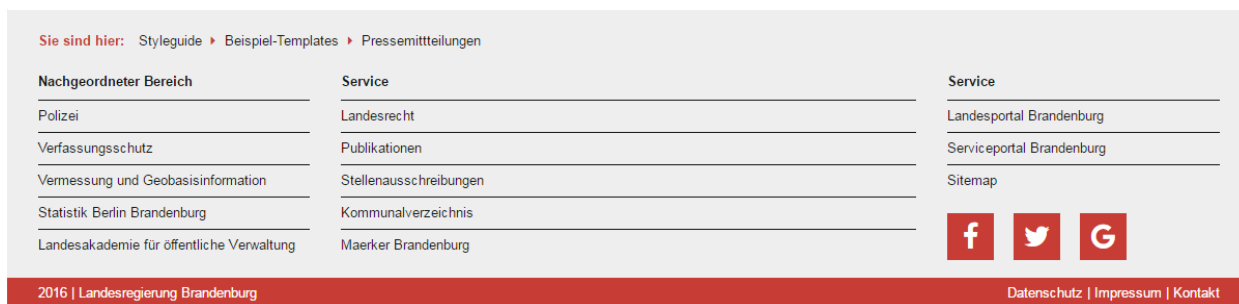 Sie sind hier: Styleguide Beispiel-Templates Pressemittteilungen
Nachgeordneter Bereich
Polizei
Verfassungsschutz
Vermessung und Geobasisinformation
Statistik Berlin Brandenburg
Landesakademie für öffentliche Verwaltung
Service
Landesrecht
Publikationen
Stellenausschreibungen
Kommunalverzeichnis
Maerker Brandenburg
Service
Landesportal Brandenburg
Serviceportal Brandenburg
Sitemap
2016 | Landesregierung Brandenburg
Datenschutz | Impressum | Kontakt